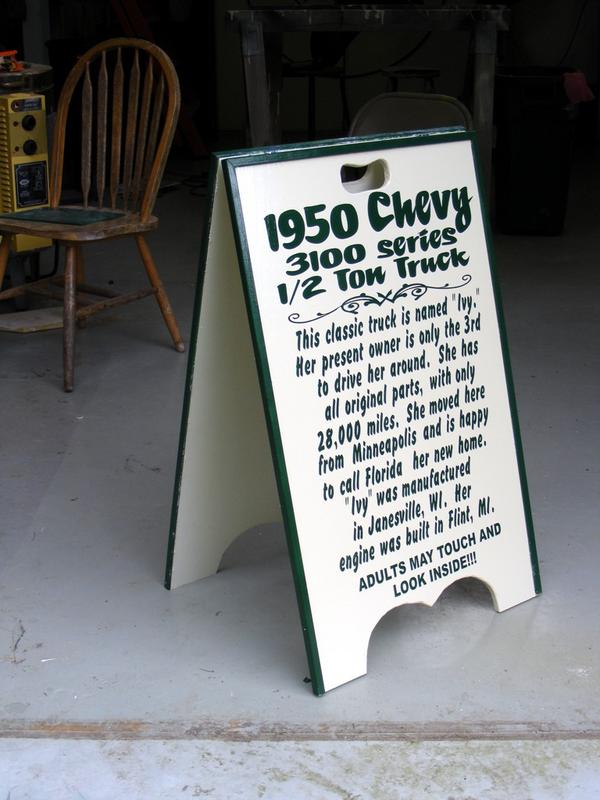 1950 Chevy
3100 series
1/2 Ton Truck
This classic truck is named "Ivy."
Her present owner is only the 3rd
to drive her around. She has
all original parts, with only
28,000 miles. She moved here
from Minneapolis and is happy
to call Florida her new home.
"Ivy" was manufactured
in Janesville, WI. Her
engine was built in Flint, MI.
ADULTS MAY TOUCH AND
LOOK INSIDE!!!